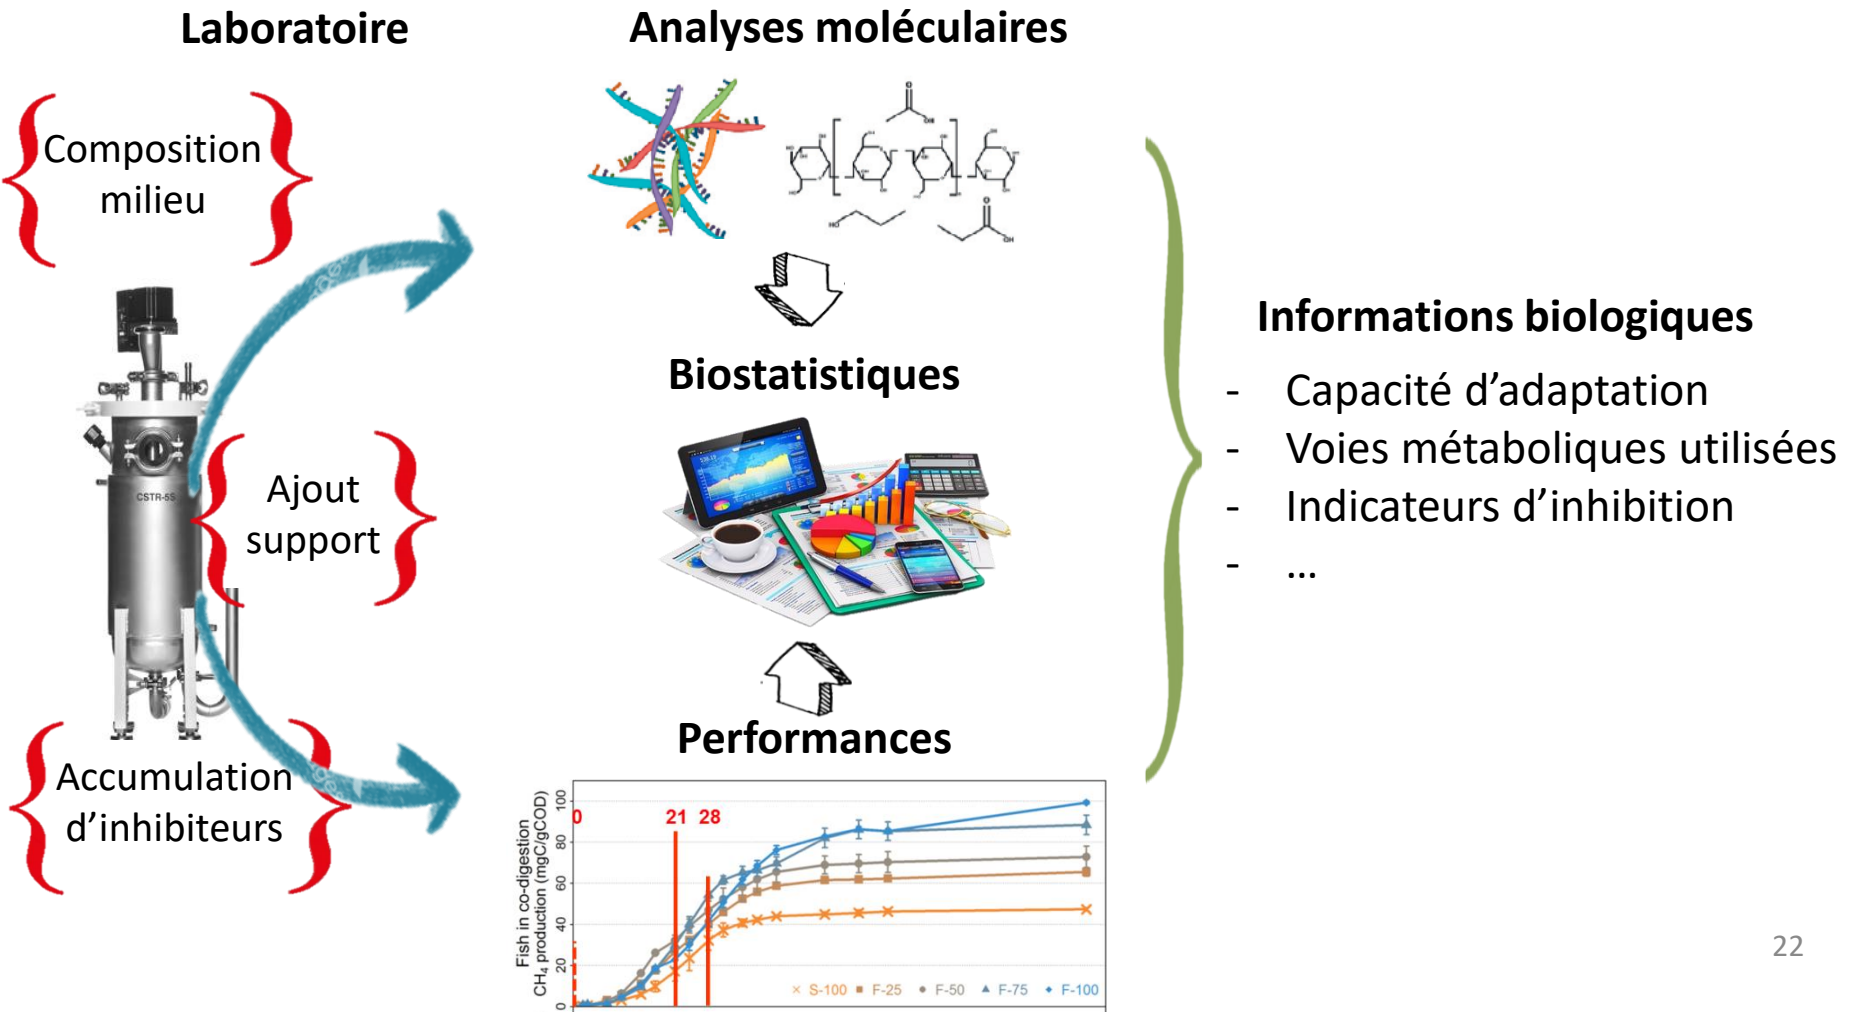 Laboratoire
Composition
milieu
CSTR-5S
Ajout
support
Accumulation
d’inhibiteurs
Analyses moléculaires
Biostatistiques
Performances
Fish in co-digestion
CH₄ production (mgC/gCOD)
100
80
60
40
20
0
0 21 28
S-100 F-25 F-50 F-75 F-100
Informations biologiques
- Capacité d’adaptation
- Voies métaboliques utilisées
- Indicateurs d’inhibition
- ...
22